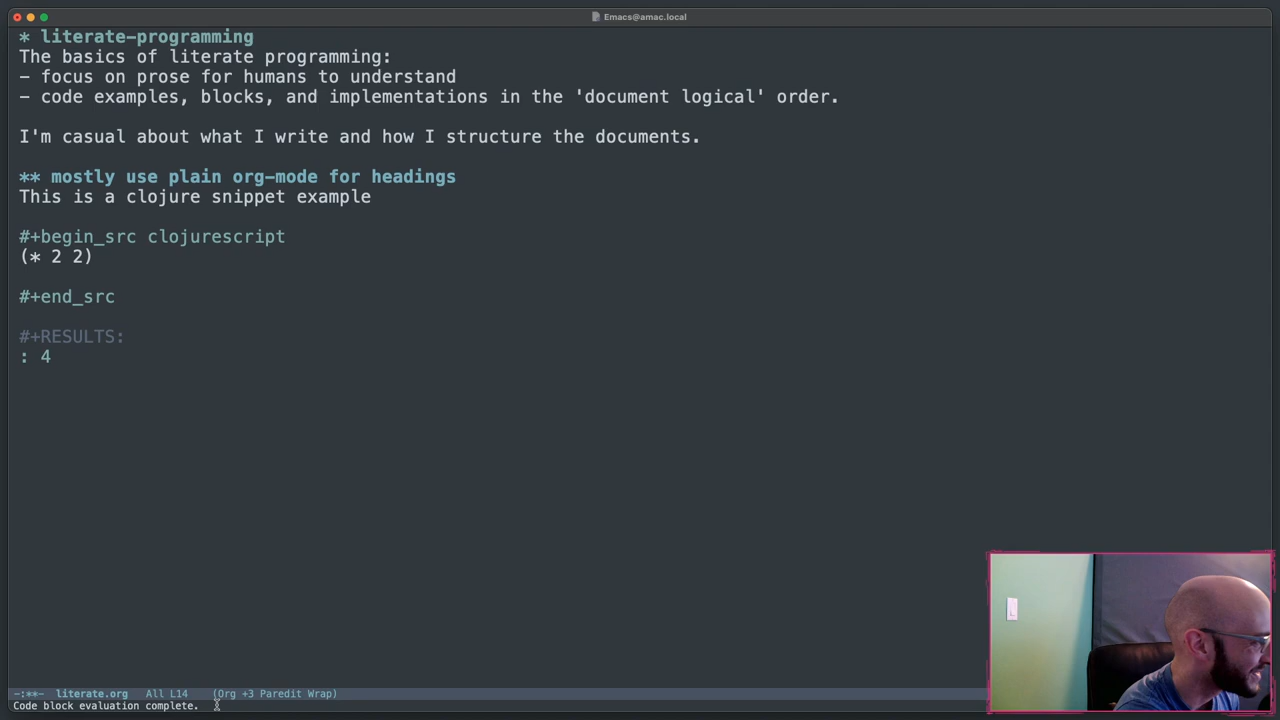 Emacs@amac.local
* literate-programming
The basics of literate programming:
- focus on prose for humans to understand
- code examples, blocks, and implementations in the 'document logical' order.
I'm casual about what I write and how I structure the documents.
** mostly use plain org-mode for headings
This is a clojure snippet example
#+begin_src clojurescript
(* 2 2)
#+end_src
#+RESULTS:
: 4
-:**-  literate.org   All L14    (Org +3 Paredit Wrap)
Code block evaluation complete.